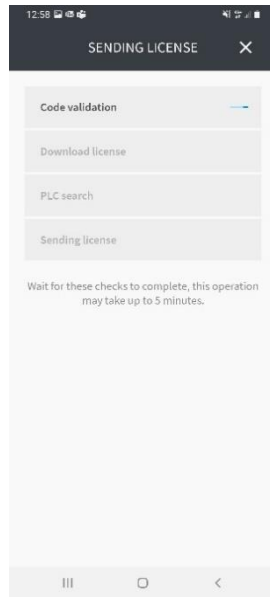 12:58
SENDING LICENSE
Code validation
Download license
PLC search
Sending license
Wait for these checks to complete, this operation
may take up to 5 minutes.